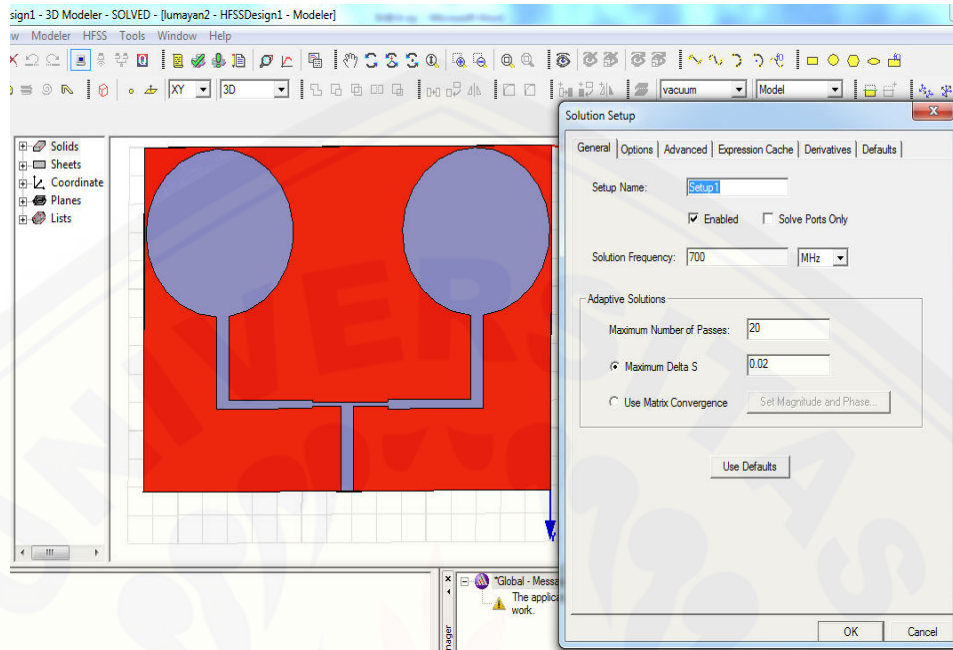 sign1 - 3D Modeler - SOLVED - [lumayan2 - HFSSDesign1 - Modeler]
w Modeler HFSS Tools Window Help
XY 3D vacuum Model
Solids
Sheets
Coordinate
Planes
Lists
Solution Setup
General Options Advanced Expression Cache Derivatives Defaults
Setup Name: Setup1
Enabled Solve Ports Only
Solution Frequency: 700 MHz
Adaptive Solutions
Maximum Number of Passes: 20
Maximum Delta S 0.02
Use Matrix Convergence Set Magnitude and Phase...
Use Defaults
OK Cancel
*Global - Messa
The applica
work.
nager
UNIVERSITAS